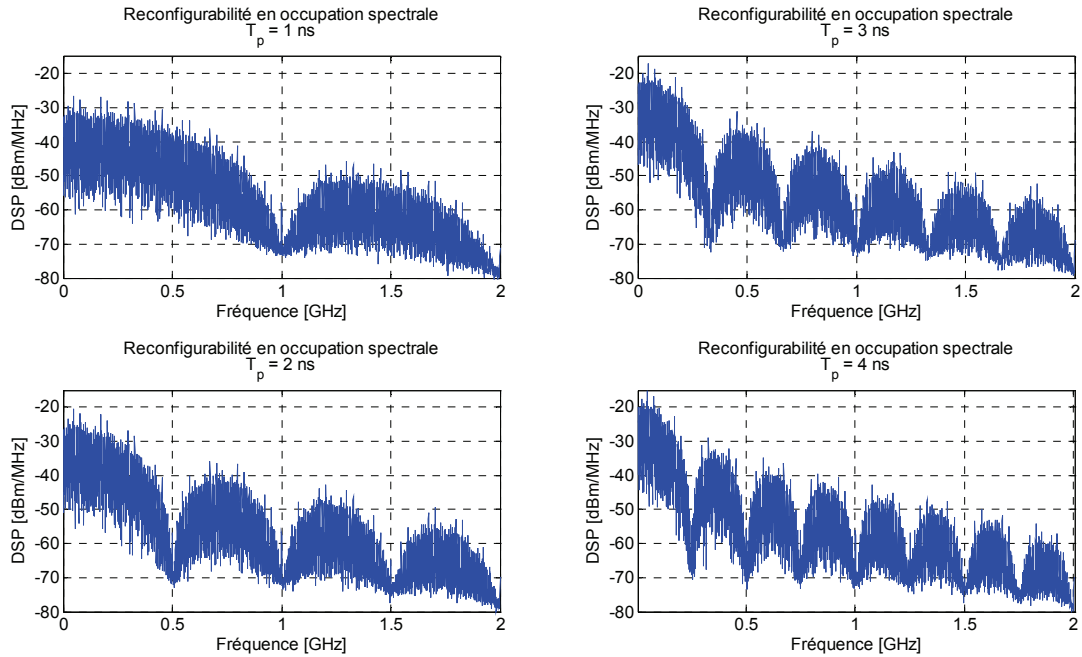 Reconfigurabilité en occupation spectrale
T_p = 1 ns
-20
-30
-40
-50
-60
-70
-80
DSP [dBm/MHz]
0 0.5 1 1.5 2
Fréquence [GHz]
Reconfigurabilité en occupation spectrale
T_p = 3 ns
-20
-30
-40
-50
-60
-70
-80
DSP [dBm/MHz]
0 0.5 1 1.5 2
Fréquence [GHz]
Reconfigurabilité en occupation spectrale
T_p = 2 ns
-20
-30
-40
-50
-60
-70
-80
DSP [dBm/MHz]
0 0.5 1 1.5 2
Fréquence [GHz]
Reconfigurabilité en occupation spectrale
T_p = 4 ns
-20
-30
-40
-50
-60
-70
-80
DSP [dBm/MHz]
0 0.5 1 1.5 2
Fréquence [GHz]